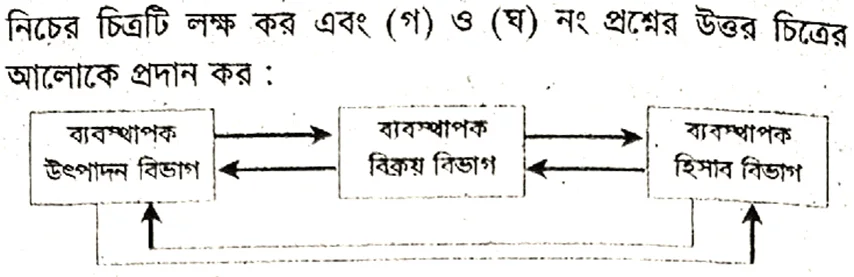 নিচের চিত্রটি লক্ষ কর এবং (গ) ও (ঘ) নং প্রশ্নের উত্তর চিত্রের
আলোকে প্রদান কর :
ব্যবস্থাপক
উৎপাদন বিভাগ
ব্যবস্থাপক
বিক্রয় বিভাগ
ব্যবস্থাপক
হিসাব বিভাগ